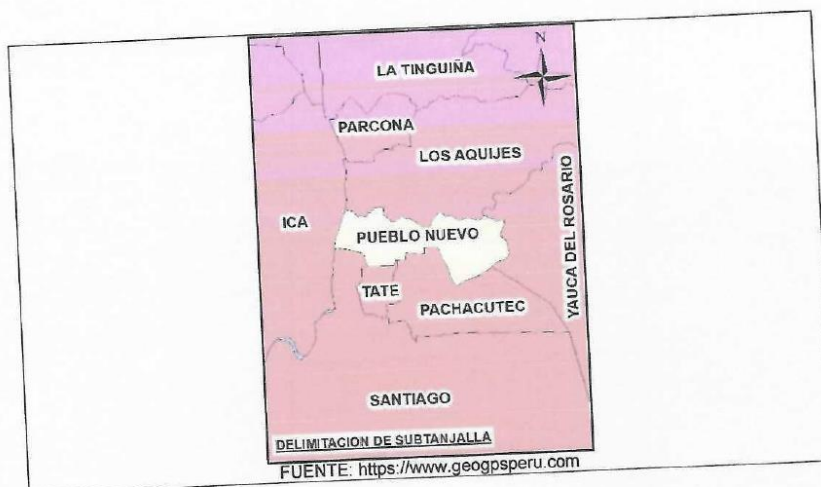 N
LA TINGUIÑA
PARCONA
LOS AQUIJES
YAUCA DEL ROSARIO
ICA
PUEBLO NUEVO
TATE
PACHACUTEC
SANTIAGO
DELIMITACION DE SUBTANJALLA
FUENTE: https://www.geogpsperu.com